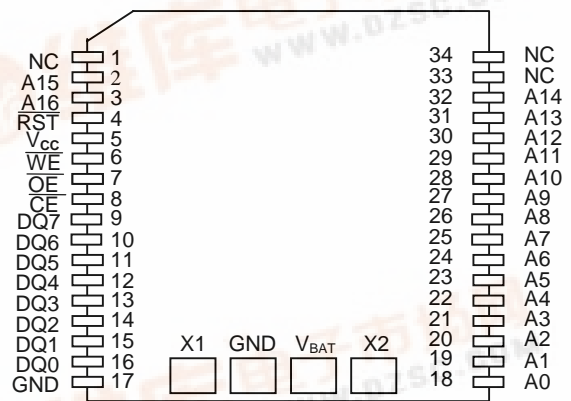 NC 1 34 NC
A15 2 33 NC
A16 3 32 A14
RST 4 31 A13
Vcc 5 30 A12
WE 6 29 A11
OE 7 28 A10
CE 8 27 A9
DQ7 9 26 A8
DQ6 10 25 A7
DQ5 11 24 A6
DQ4 12 23 A5
DQ3 13 22 A4
DQ2 14 21 A3
DQ1 15 20 A2
DQ0 16 19 A1
GND 17 18 A0
X1 GND VBAT X2